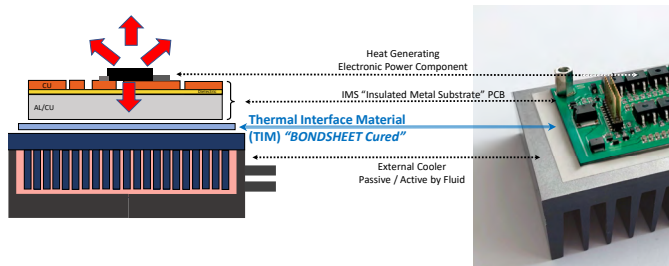 Heat Generating
Electronic Power Component
CU
Dielectric
IMS “Insulated Metal Substrate” PCB
AL/CU
Thermal Interface Material
(TIM) “BONDSHEET Cured”
External Cooler
Passive / Active by Fluid